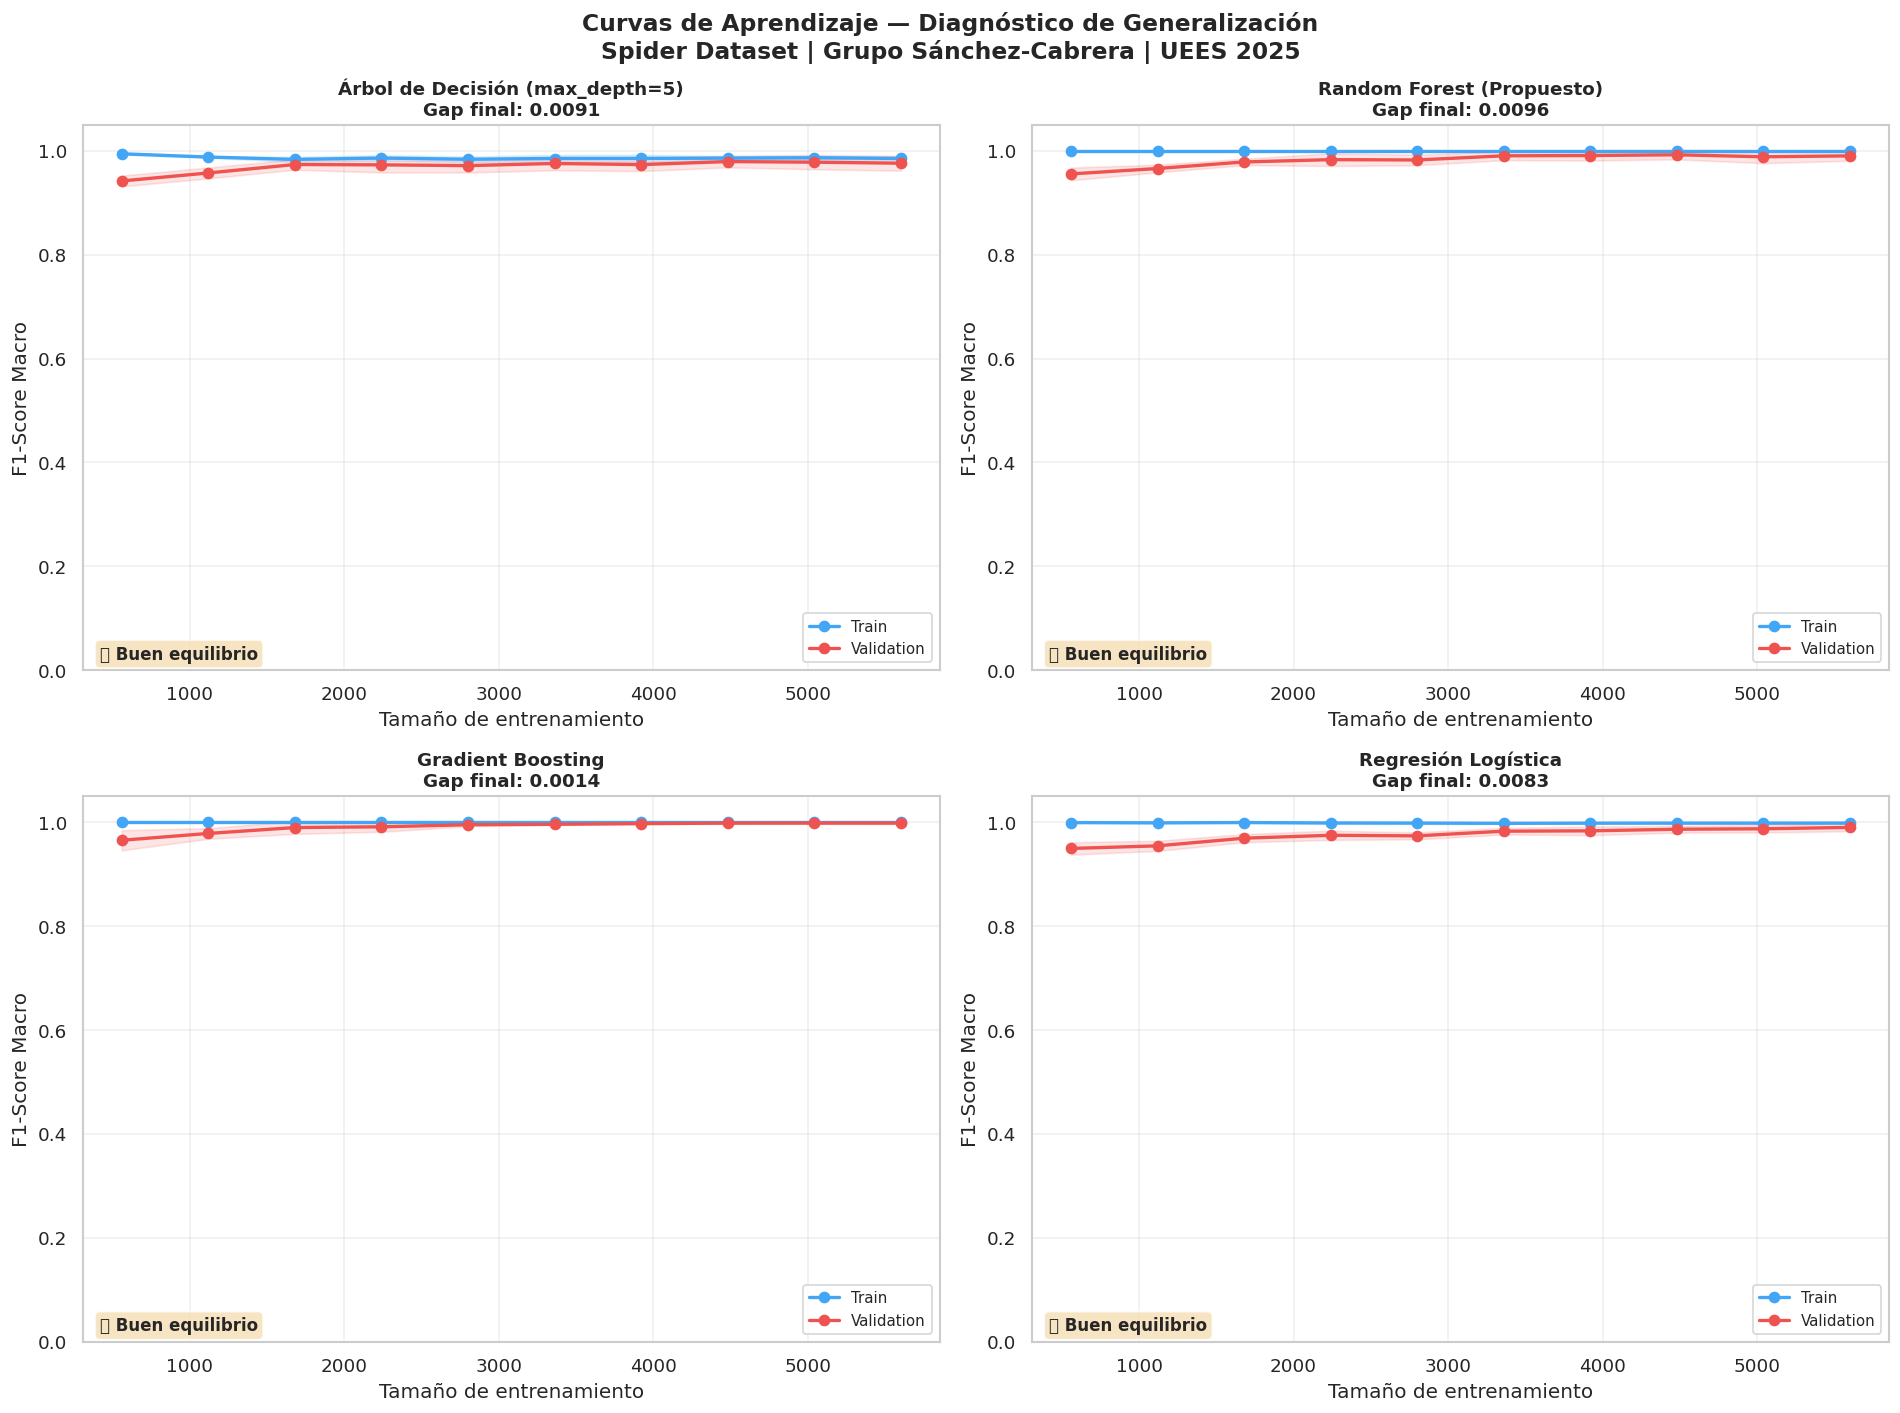 Curvas de Aprendizaje — Diagnóstico de Generalización
Spider Dataset | Grupo Sánchez-Cabrera | UEES 2025
Árbol de Decisión (max_depth=5)
Gap final: 0.0091
F1-Score Macro
1.0
0.8
0.6
0.4
0.2
0.0
Train
Validation
Buen equilibrio
1000 2000 3000 4000 5000
Tamaño de entrenamiento
Random Forest (Propuesto)
Gap final: 0.0096
F1-Score Macro
1.0
0.8
0.6
0.4
0.2
0.0
Train
Validation
Buen equilibrio
1000 2000 3000 4000 5000
Tamaño de entrenamiento
Gradient Boosting
Gap final: 0.0014
F1-Score Macro
1.0
0.8
0.6
0.4
0.2
0.0
Train
Validation
Buen equilibrio
1000 2000 3000 4000 5000
Tamaño de entrenamiento
Regresión Logística
Gap final: 0.0083
F1-Score Macro
1.0
0.8
0.6
0.4
0.2
0.0
Train
Validation
Buen equilibrio
1000 2000 3000 4000 5000
Tamaño de entrenamiento